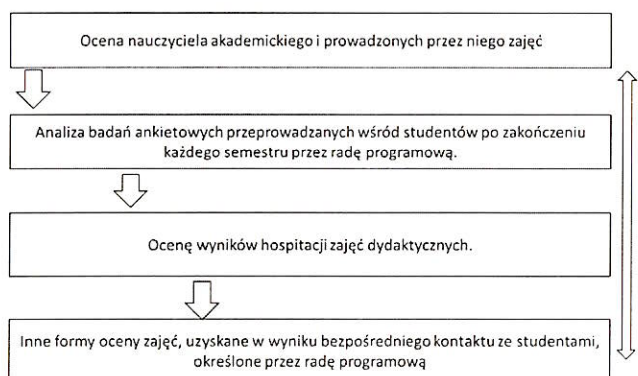 Ocena nauczyciela akademickiego i prowadzonych przez niego zajęć
Analiza badań ankietowych przeprowadzanych wśród studentów po zakończeniu
każdego semestru przez radę programową.
Ocenę wyników hospitacji zajęć dydaktycznych.
Inne formy oceny zajęć, uzyskane w wyniku bezpośredniego kontaktu ze studentami,
określone przez radę programową